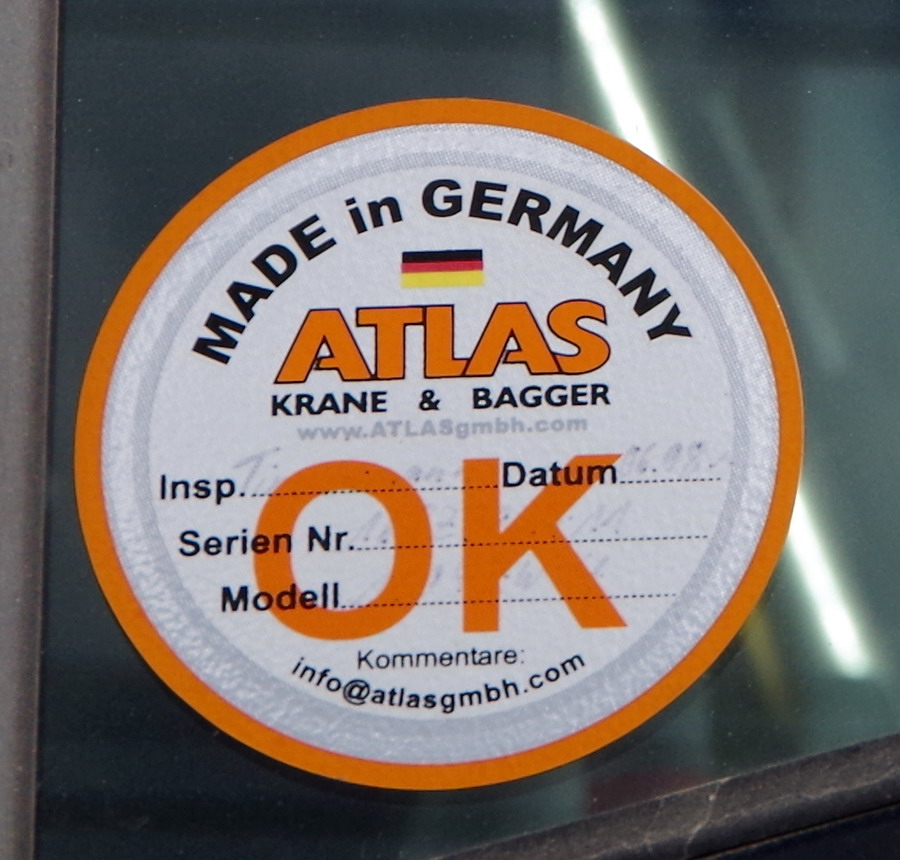 MADE in GERMANY
ATLAS
KRANE & BAGGER
www.ATLASgmbh.com
OK
Insp. Datum
Serien Nr.
Modell
Kommentare:
info@atlasgmbh.com